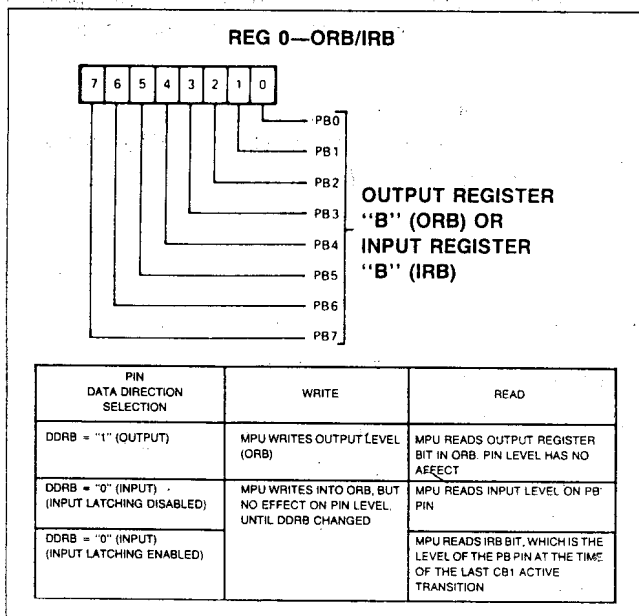 REG 0—ORB/IRB
7 6 5 4 3 2 1 0
PB0
PB1
PB2
PB3
PB4
PB5
PB6
PB7
OUTPUT REGISTER
"B" (ORB) OR
INPUT REGISTER
"B" (IRB)
PIN
DATA DIRECTION
SELECTION
WRITE
READ
DDRB = "1" (OUTPUT)
MPU WRITES OUTPUT LEVEL
(ORB)
MPU READS OUTPUT REGISTER
BIT IN ORB. PIN LEVEL HAS NO
AFFECT
DDRB = "0" (INPUT)
(INPUT LATCHING DISABLED)
MPU WRITES INTO ORB, BUT
NO EFFECT ON PIN LEVEL,
UNTIL DDRB CHANGED
MPU READS INPUT LEVEL ON PB
PIN
DDRB = "0" (INPUT)
(INPUT LATCHING ENABLED)
MPU READS IRB BIT, WHICH IS THE
LEVEL OF THE PB PIN AT THE TIME
OF THE LAST CB1 ACTIVE
TRANSITION